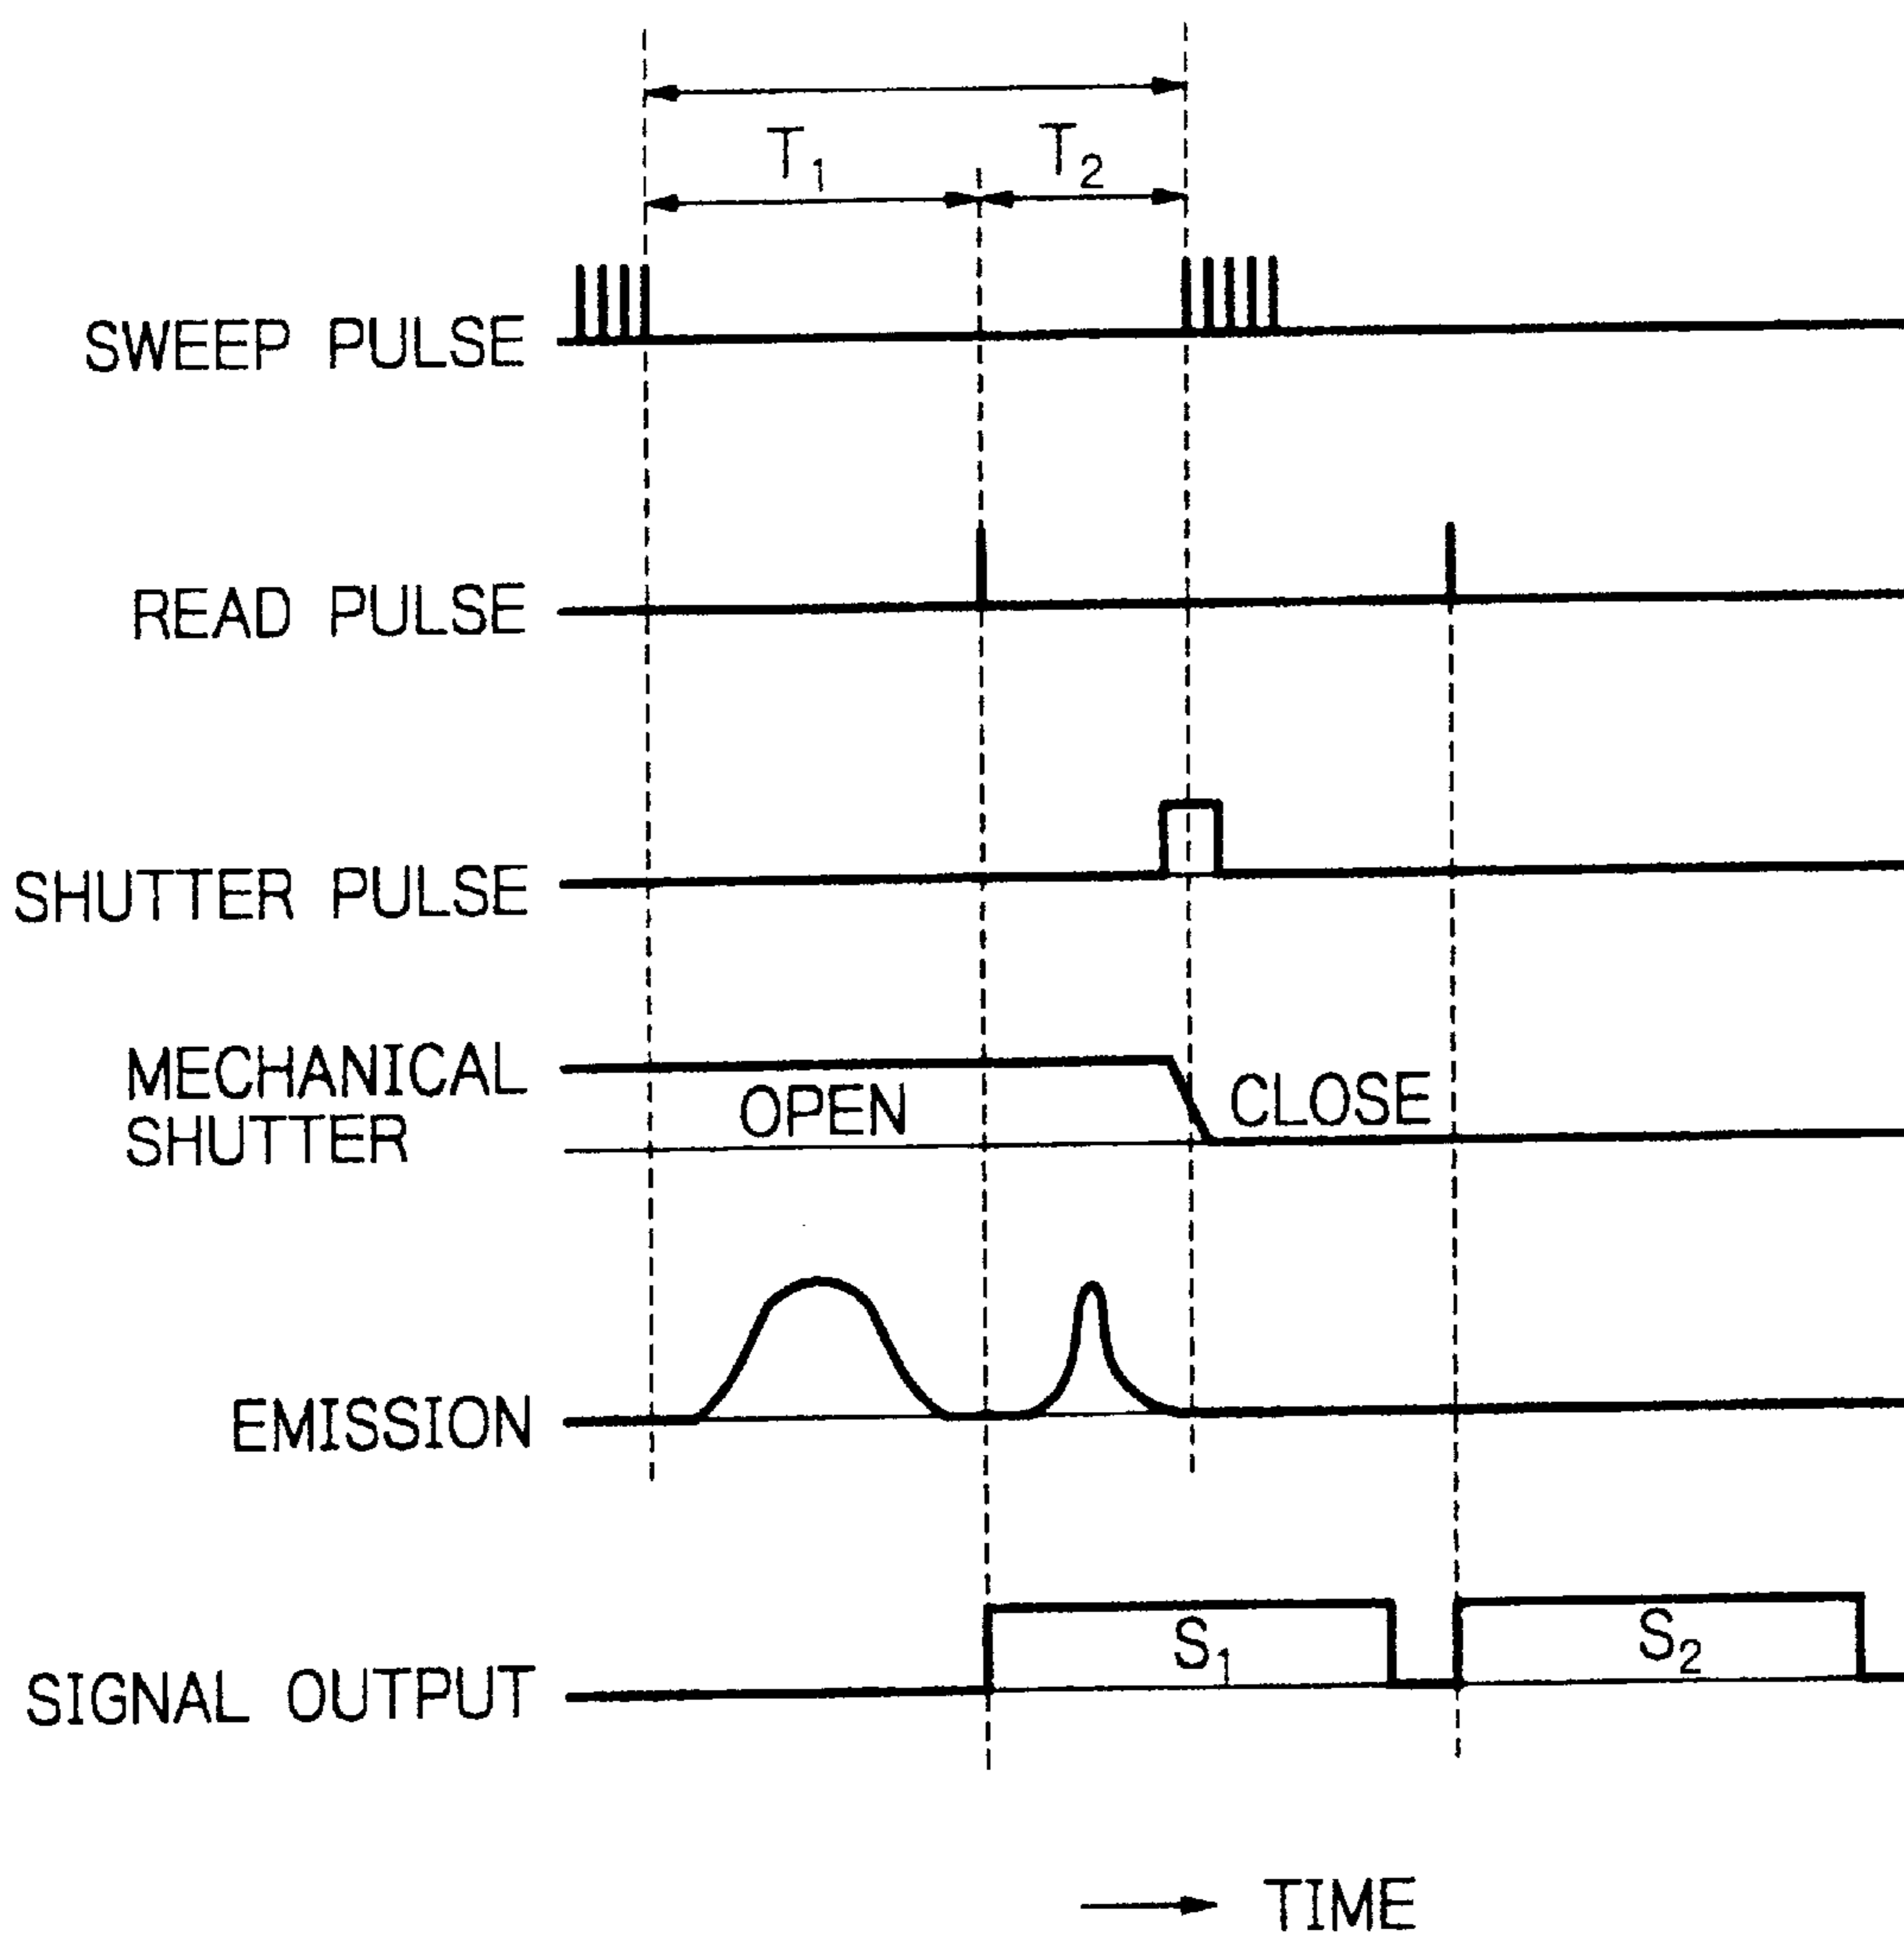 T1
T2
SWEEP PULSE
READ PULSE
SHUTTER PULSE
MECHANICAL
SHUTTER
OPEN
CLOSE
EMISSION
SIGNAL OUTPUT
S1
S2
TIME